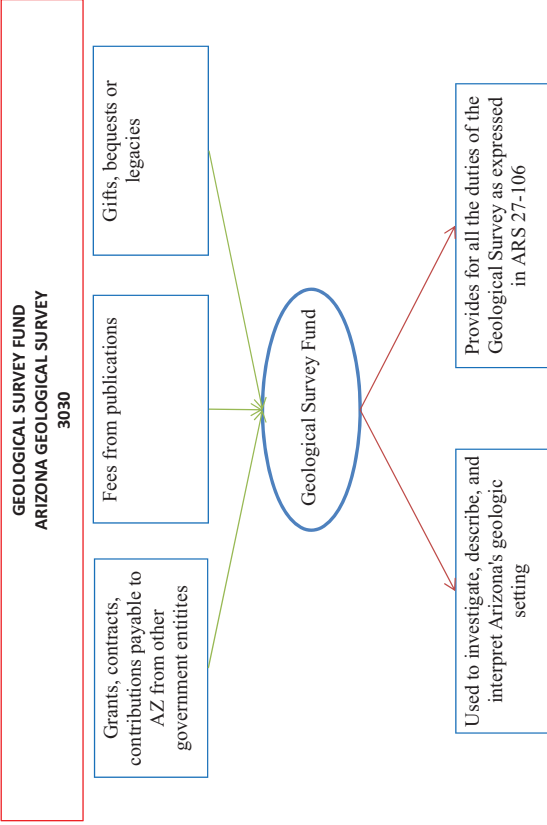 GEOLOGICAL SURVEY FUND
ARIZONA GEOLOGICAL SURVEY
3030
Grants, contracts,
contributions payable to
AZ from other
government entitites
Fees from publications
Gifts, bequests or
legacies
Geological Survey Fund
Used to investigate, describe, and
interpret Arizona's geologic
setting
Provides for all the duties of the
Geological Survey as expressed
in ARS 27-106